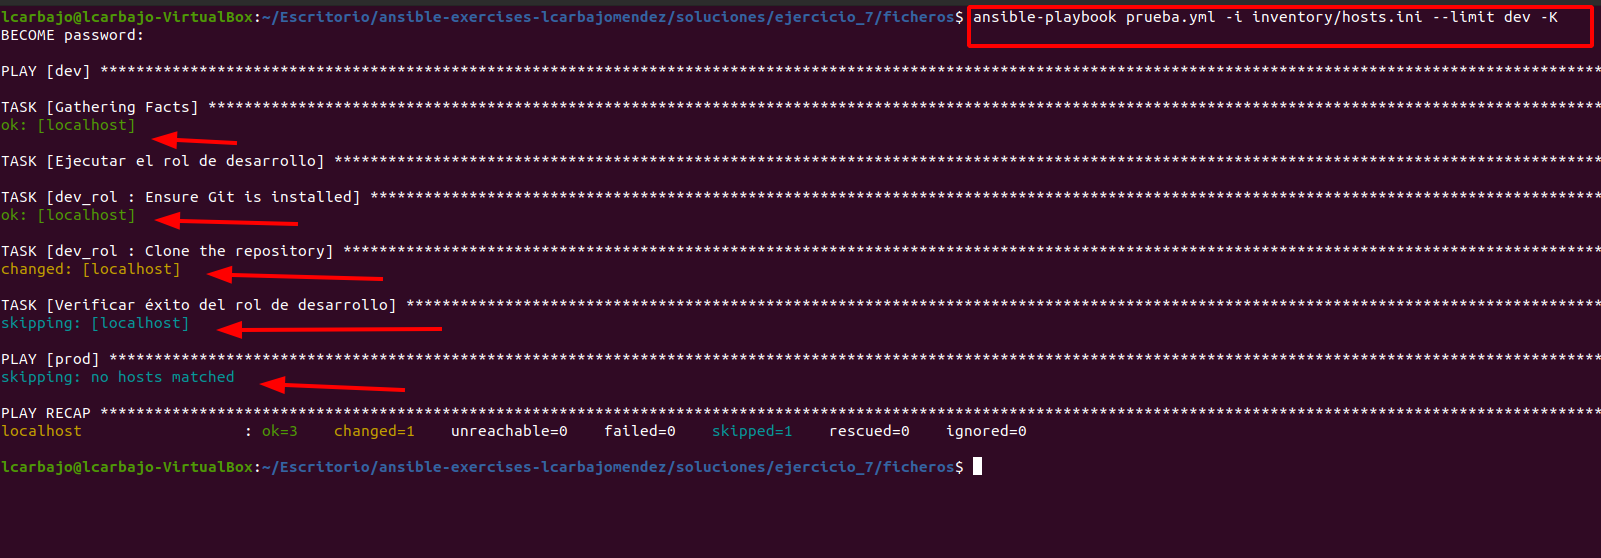 lcarbajo@lcarbajo-VirtualBox:~/Escritorio/ansible-exercises-lcarbajomendez/soluciones/ejercicio_7/ficheros$ ansible-playbook prueba.yml -i inventory/hosts.ini --limit dev -K
BECOME password:
PLAY [dev] ***********************************************************************************************************************************************************************
TASK [Gathering Facts] ***********************************************************************************************************************************************************
ok: [localhost]
TASK [Ejecutar el rol de desarrollo] *********************************************************************************************************************************************
TASK [dev_rol : Ensure Git is installed] *****************************************************************************************************************************************
ok: [localhost]
TASK [dev_rol : Clone the repository] ********************************************************************************************************************************************
changed: [localhost]
TASK [Verificar éxito del rol de desarrollo] *************************************************************************************************************************************
skipping: [localhost]
PLAY [prod] **********************************************************************************************************************************************************************
skipping: no hosts matched
PLAY RECAP ***********************************************************************************************************************************************************************
localhost                  : ok=3    changed=1    unreachable=0    failed=0    skipped=1    rescued=0    ignored=0
lcarbajo@lcarbajo-VirtualBox:~/Escritorio/ansible-exercises-lcarbajomendez/soluciones/ejercicio_7/ficheros$